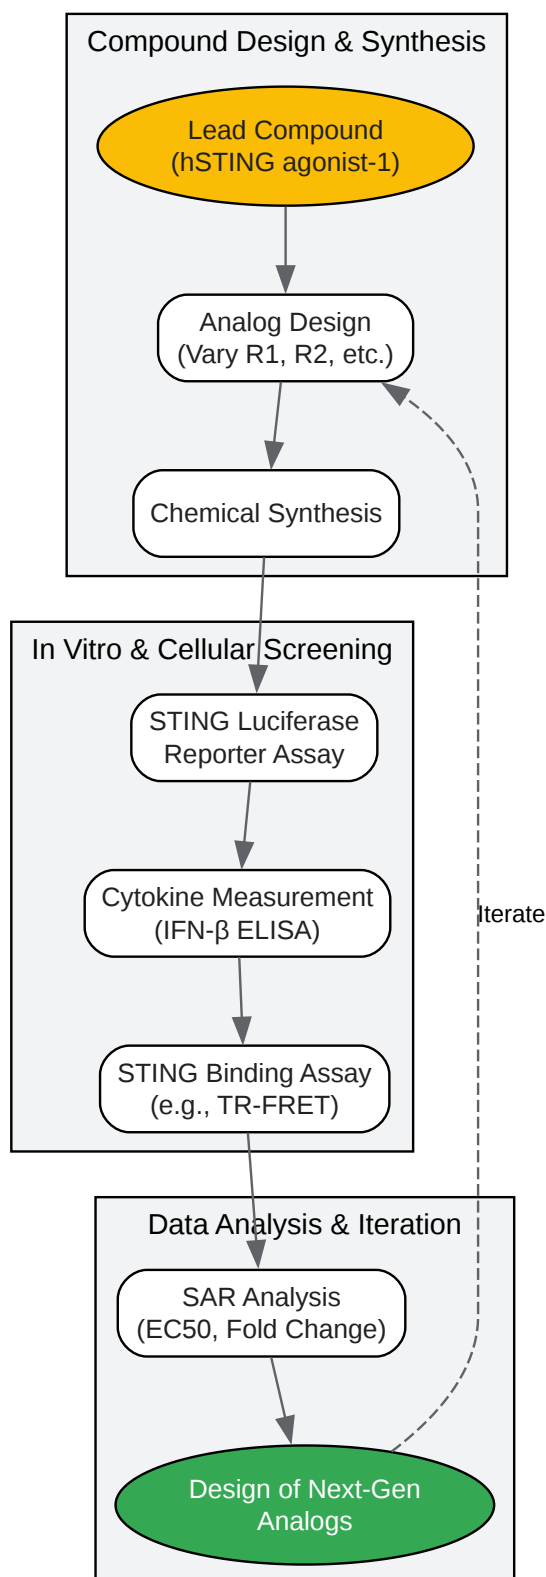 Compound Design & Synthesis
Lead Compound
(hSTING agonist-1)
Analog Design
(Vary R1, R2, etc.)
Chemical Synthesis
In Vitro & Cellular Screening
STING Luciferase
Reporter Assay
Cytokine Measurement
(IFN-β ELISA)
Iterate
STING Binding Assay
(e.g., TR-FRET)
Data Analysis & Iteration
SAR Analysis
(EC50, Fold Change)
Design of Next-Gen
Analogs